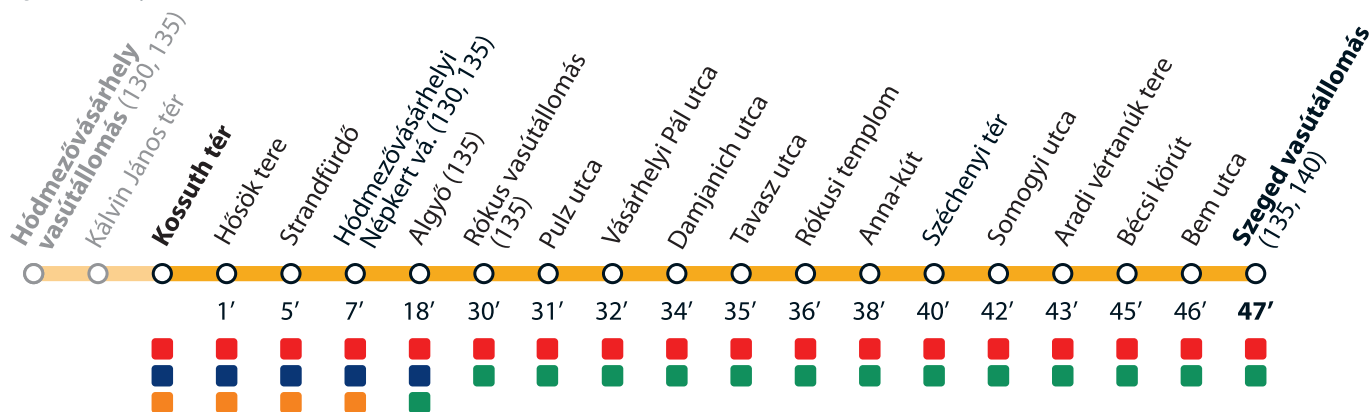 Hódmezővásárhely
vasútállomás (130, 135)
Kálvin János tér
Kossuth tér
Hősök tere
Strandfürdő
Hódmezővásárhelyi
Népkert vá. (130, 135)
Algyő (135)
Rókus vasútállomás
(135)
Pulz utca
Vásárhelyi Pál utca
Damjanich utca
Tavasz utca
Rókusi templom
Anna-kút
Széchenyi tér
Somogyi utca
Aradi vértanúk tere
Bécsi körút
Bem utca
Szeged vasútállomás
(135, 140)
1’ 5’ 7’ 18’ 30’ 31’ 32’ 34’ 35’ 36’ 38’ 40’ 42’ 43’ 45’ 46’ 47’